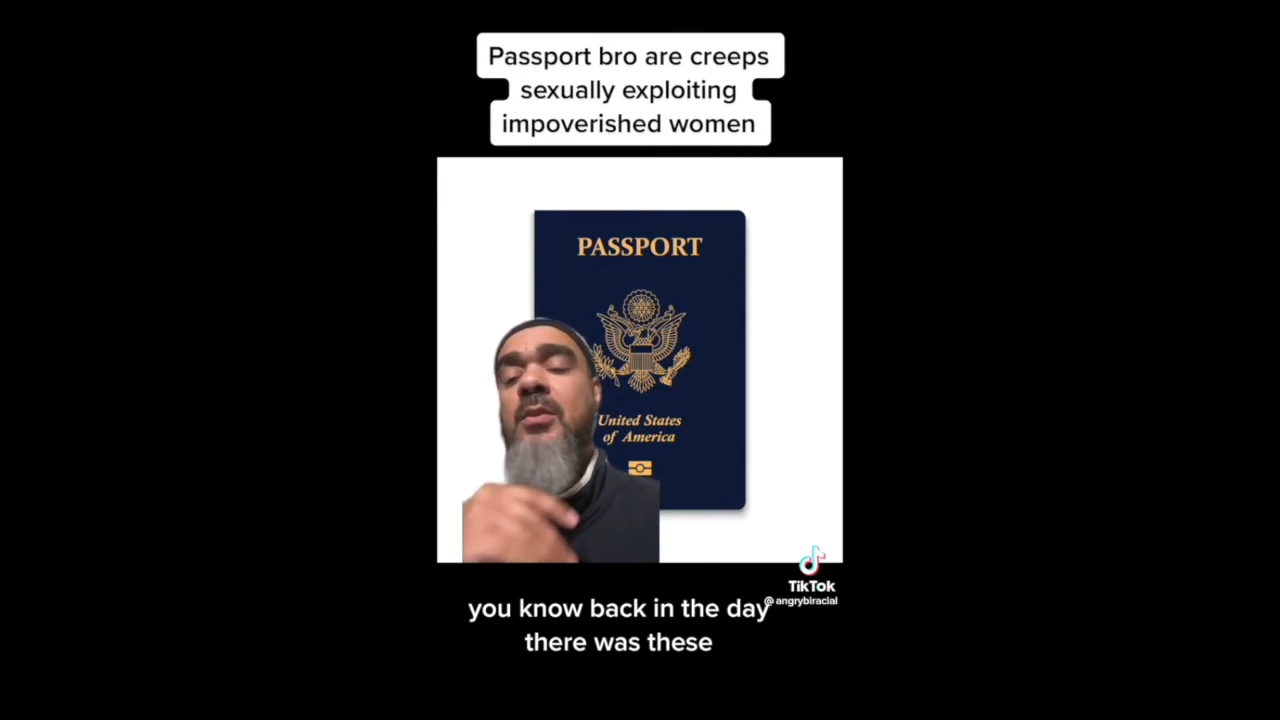 Passport bro are creeps
sexually exploiting
impoverished women
PASSPORT
United States
of America
TikTok
@angryblracial
you know back in the day
there was these